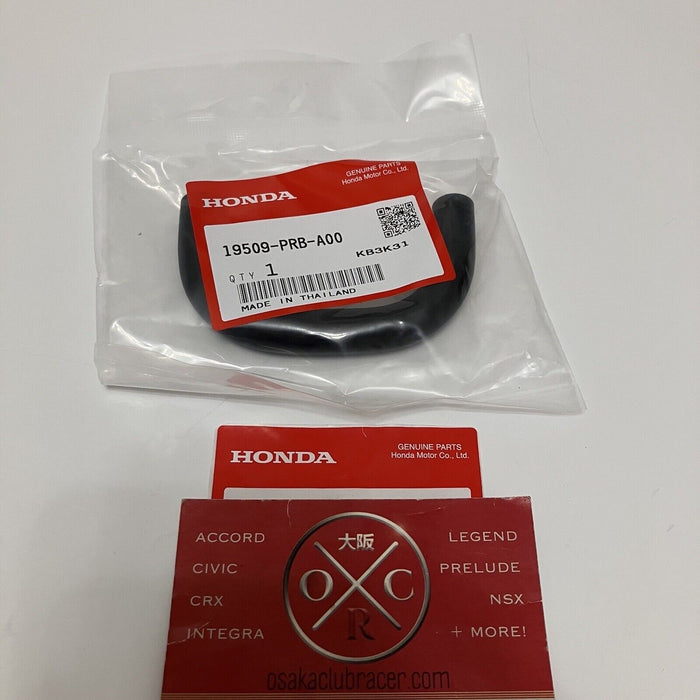 GENUINE PARTS
Honda Motor Co., Ltd.
HONDA
19509-PRB-A00
KB3K31
QTY 1
MADE IN THAILAND
HONDA
GENUINE PARTS
Honda Motor Co., Ltd.
ACCORD
CIVIC
CRX
INTEGRA
大阪
O C
R
LEGEND
PRELUDE
NSX
+ MORE!
osakaclubracer.com